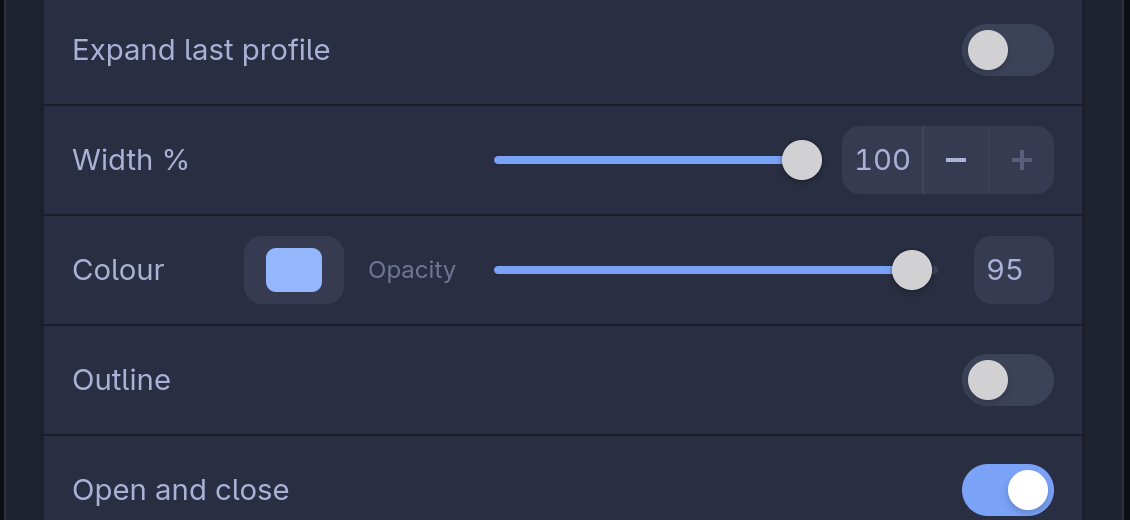 Expand last profile
Width % 100 − +
Colour Opacity 95
Outline
Open and close